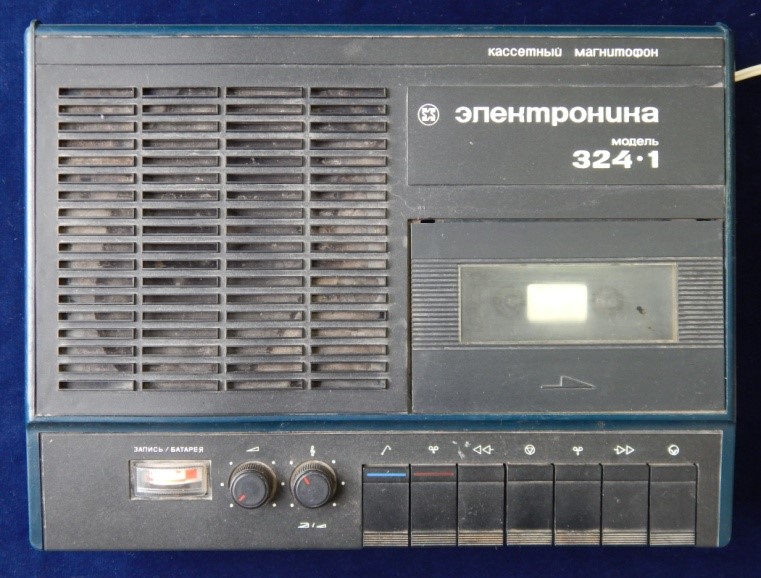 кассетный магнитофон
электроника
модель
324·1
ЗАПИСЬ / БАТАРЕЯ